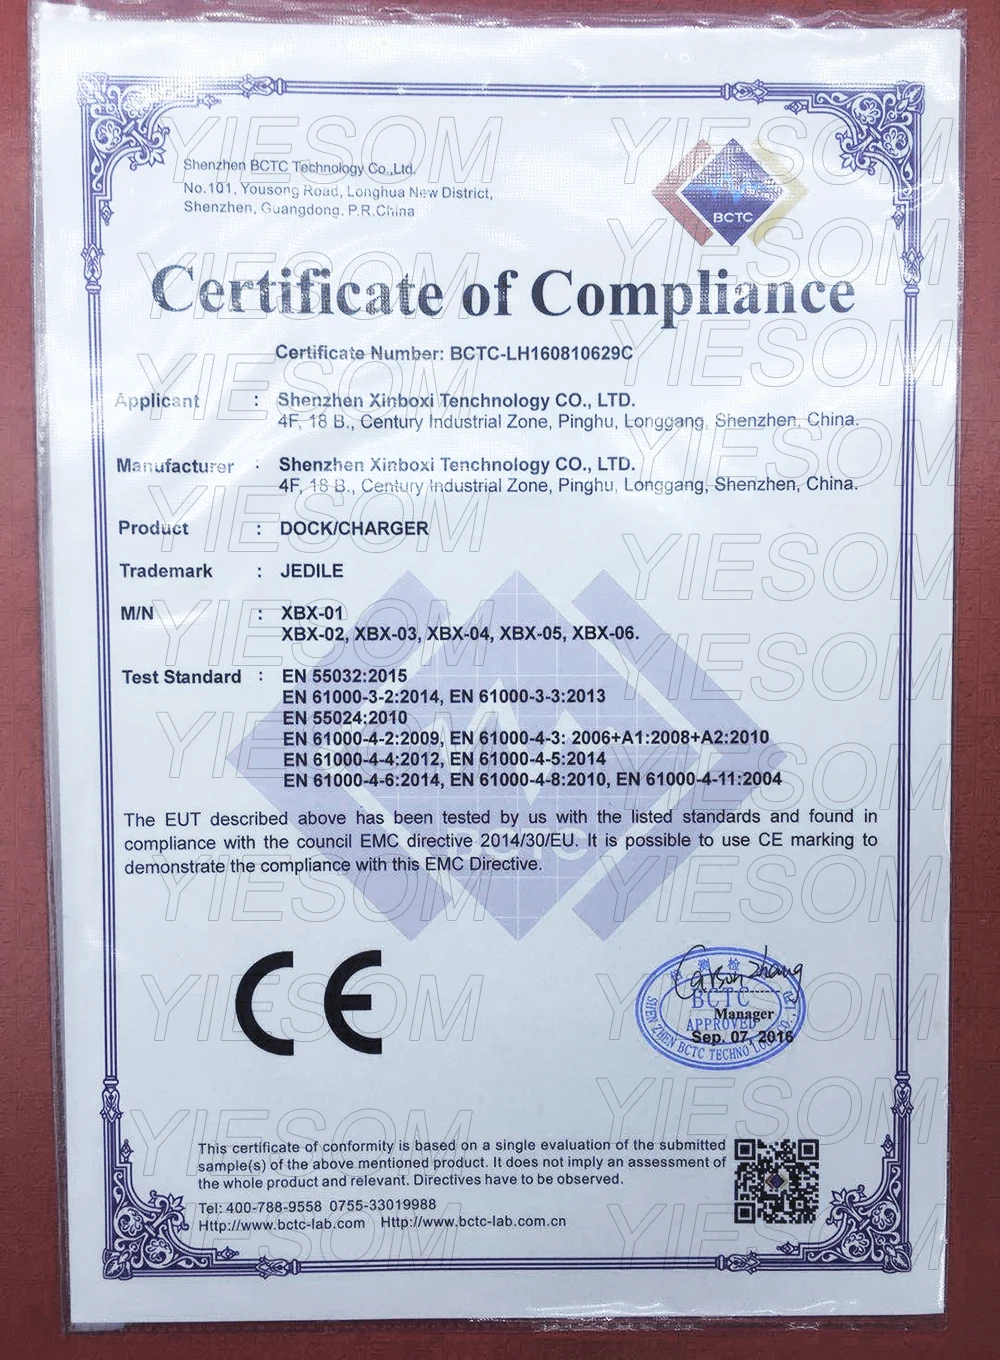 Shenzhen BCTC Technology Co.,Ltd.
No.101, Yousong Road, Longhua New District,
Shenzhen, Guangdong, P.R.China
BCTC
Certificate of Compliance
Certificate Number: BCTC-LH160810629C
Applicant : Shenzhen Xinboxi Tenchnology CO., LTD.
4F, 18 B., Century Industrial Zone, Pinghu, Longgang, Shenzhen, China.
Manufacturer : Shenzhen Xinboxi Tenchnology CO., LTD.
4F, 18 B., Century Industrial Zone, Pinghu, Longgang, Shenzhen, China.
Product : DOCK/CHARGER
Trademark : JEDILE
M/N : XBX-01
XBX-02, XBX-03, XBX-04, XBX-05, XBX-06.
Test Standard : EN 55032:2015
EN 61000-3-2:2014, EN 61000-3-3:2013
EN 55024:2010
EN 61000-4-2:2009, EN 61000-4-3: 2006+A1:2008+A2:2010
EN 61000-4-4:2012, EN 61000-4-5:2014
EN 61000-4-6:2014, EN 61000-4-8:2010, EN 61000-4-11:2004
The EUT described above has been tested by us with the listed standards and found in
compliance with the council EMC directive 2014/30/EU. It is possible to use CE marking to
demonstrate the compliance with this EMC Directive.
CE
Carson zhang
BCTC
Manager
APPROVED
Sep. 07, 2016
SHEN ZHEN BCTC TECHNOLOGY CO.,
This certificate of conformity is based on a single evaluation of the submitted
sample(s) of the above mentioned product. It does not imply an assessment of
the whole product and relevant. Directives have to be observed.
Tel: 400-788-9558 0755-33019988
Http://www.bctc-lab.com Http://www.bctc-lab.com.cn
YIESOM